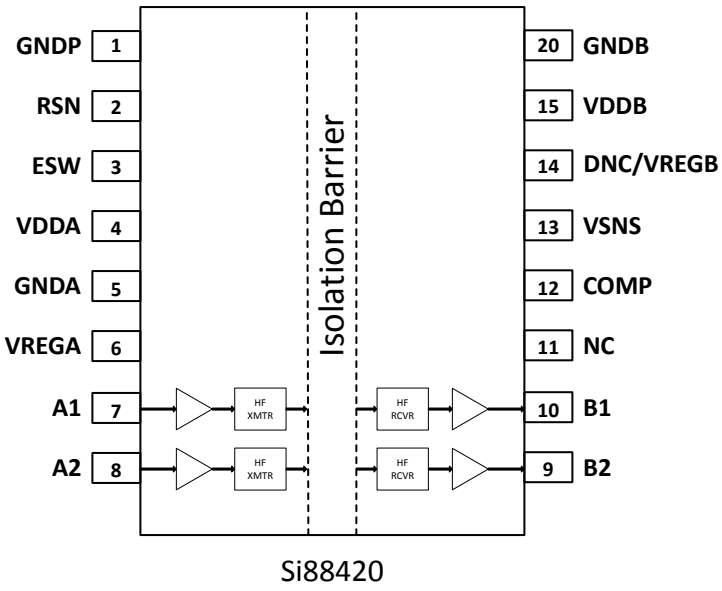 GNDP 1 20 GNDB
RSN 2 15 VDDB
ESW 3 14 DNC/VREGB
VDDA 4 13 VSNS
GNDA 5 12 COMP
VREGA 6 11 NC
Isolation Barrier
A1 7 HF XMTR HF RCVR 10 B1
A2 8 HF XMTR HF RCVR 9 B2
Si88420